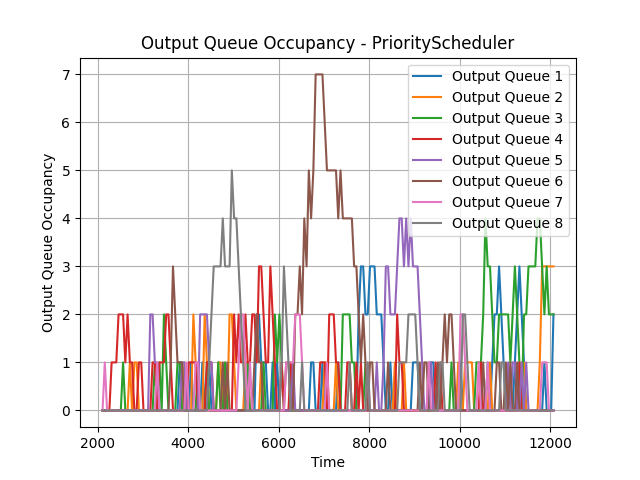 Output Queue Occupancy - PriorityScheduler
Output Queue Occupancy
7
6
5
4
3
2
1
0
Output Queue 1
Output Queue 2
Output Queue 3
Output Queue 4
Output Queue 5
Output Queue 6
Output Queue 7
Output Queue 8
2000 4000 6000 8000 10000 12000
Time